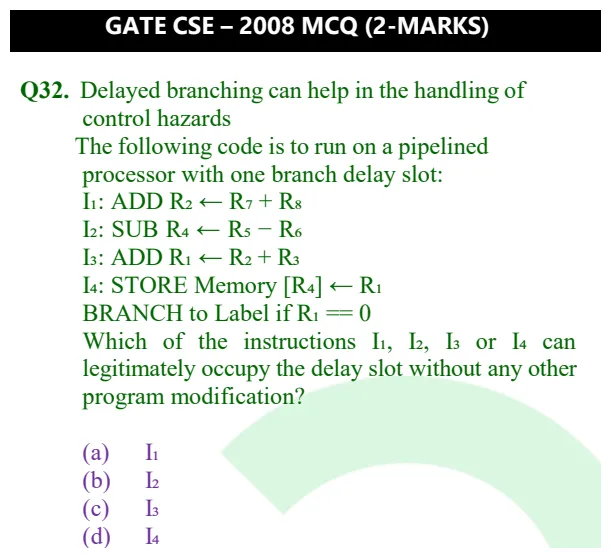 GATE CSE – 2008 MCQ (2-MARKS)
Q32. Delayed branching can help in the handling of
control hazards
The following code is to run on a pipelined
processor with one branch delay slot:
I₁: ADD R₂ ← R₇ + R₈
I₂: SUB R₄ ← R₅ − R₆
I₃: ADD R₁ ← R₂ + R₃
I₄: STORE Memory [R₄] ← R₁
BRANCH to Label if R₁ == 0
Which of the instructions I₁, I₂, I₃ or I₄ can
legitimately occupy the delay slot without any other
program modification?
(a) I₁
(b) I₂
(c) I₃
(d) I₄